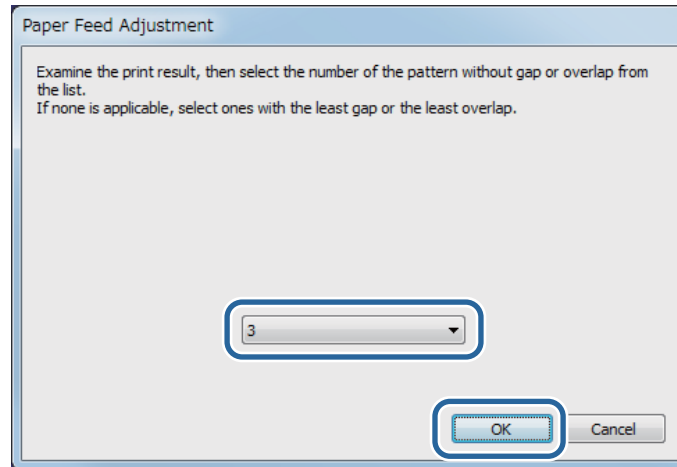 Paper Feed Adjustment
Examine the print result, then select the number of the pattern without gap or overlap from
the list.
If none is applicable, select ones with the least gap or the least overlap.
3
OK Cancel